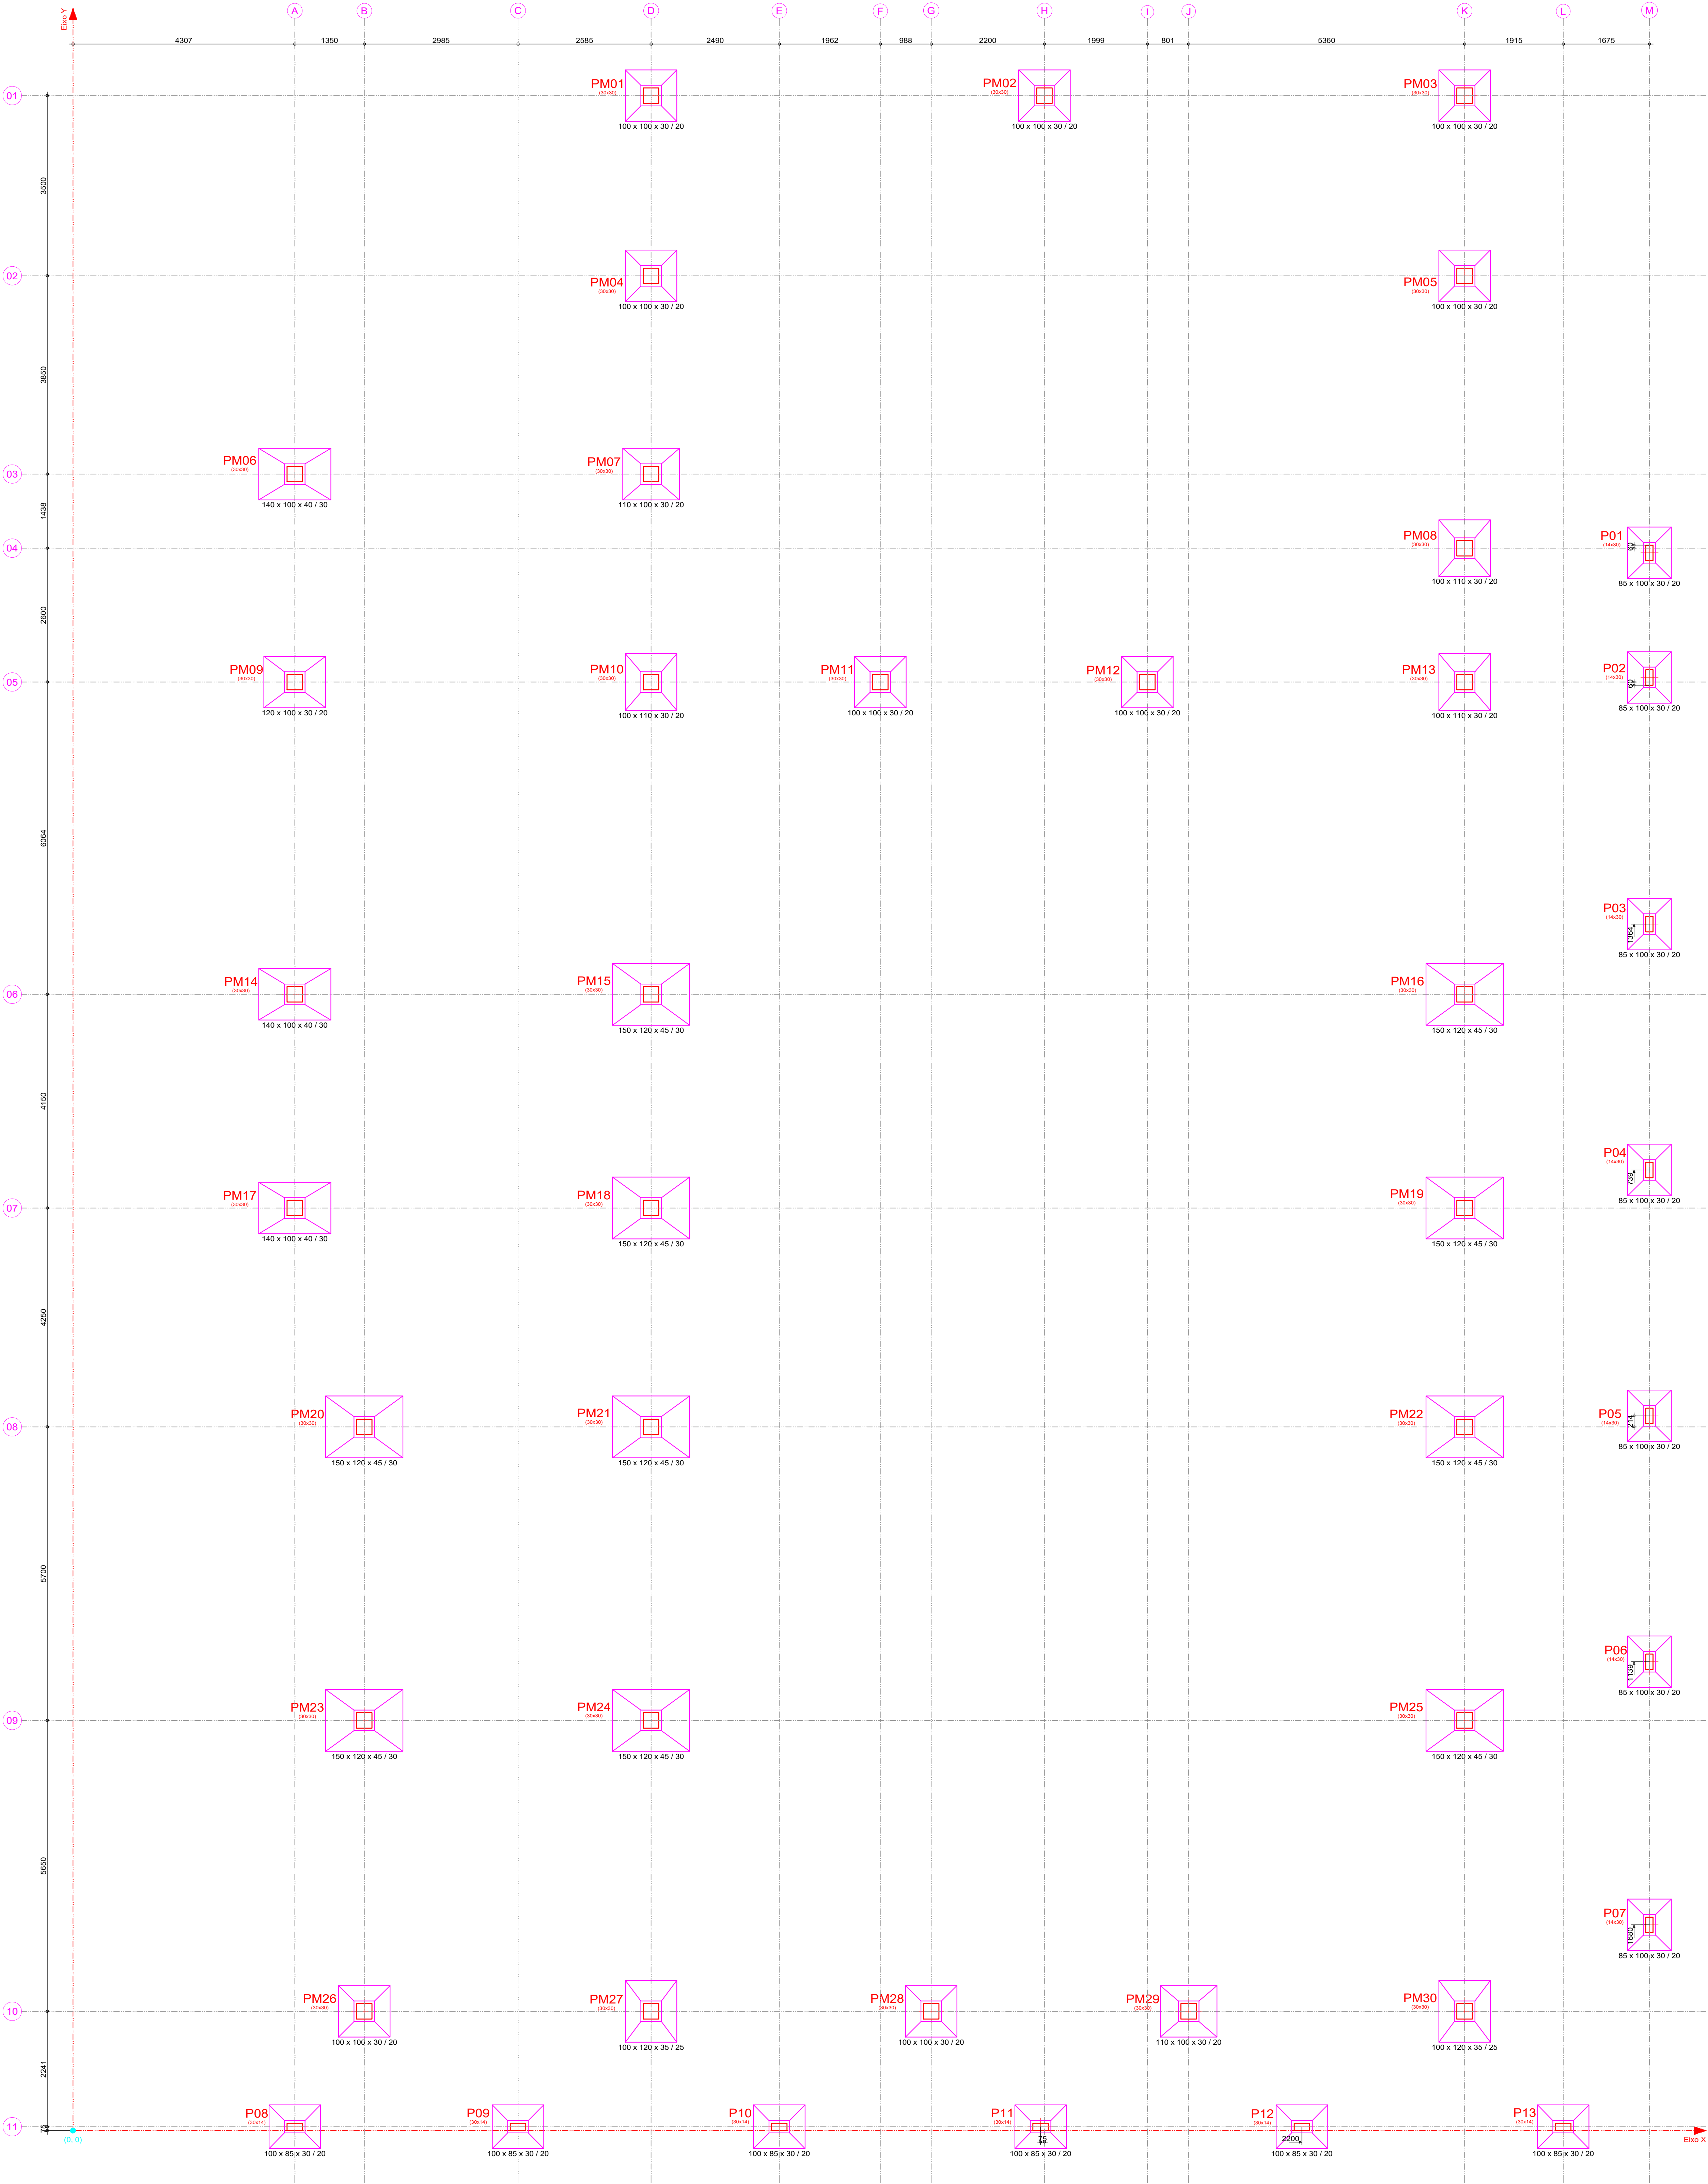 Eixo Y
A B C D E F G H I J K L M
4307 1350 2985 2585 2490 1962 988 2200 1999 801 5360 1915 1675
01
PM01
(30x30)
100 x 100 x 30 / 20
PM02
(30x30)
100 x 100 x 30 / 20
PM03
(30x30)
100 x 100 x 30 / 20
3500
02
PM04
(30x30)
100 x 100 x 30 / 20
PM05
(30x30)
100 x 100 x 30 / 20
3850
03
PM06
(30x30)
140 x 100 x 40 / 30
PM07
(30x30)
110 x 100 x 30 / 20
1438
04
PM08
(30x30)
100 x 110 x 30 / 20
P01
(14x30)
60
85 x 100 x 30 / 20
2600
05
PM09
(30x30)
120 x 100 x 30 / 20
PM10
(30x30)
100 x 110 x 30 / 20
PM11
(30x30)
100 x 100 x 30 / 20
PM12
(30x30)
100 x 100 x 30 / 20
PM13
(30x30)
100 x 110 x 30 / 20
P02
(14x30)
60
85 x 100 x 30 / 20
6064
P03
(14x30)
1364
85 x 100 x 30 / 20
06
PM14
(30x30)
140 x 100 x 40 / 30
PM15
(30x30)
150 x 120 x 45 / 30
PM16
(30x30)
150 x 120 x 45 / 30
4150
P04
(14x30)
739
85 x 100 x 30 / 20
07
PM17
(30x30)
140 x 100 x 40 / 30
PM18
(30x30)
150 x 120 x 45 / 30
PM19
(30x30)
150 x 120 x 45 / 30
4250
08
PM20
(30x30)
150 x 120 x 45 / 30
PM21
(30x30)
150 x 120 x 45 / 30
PM22
(30x30)
150 x 120 x 45 / 30
P05
(14x30)
214
85 x 100 x 30 / 20
5700
P06
(14x30)
1139
85 x 100 x 30 / 20
09
PM23
(30x30)
150 x 120 x 45 / 30
PM24
(30x30)
150 x 120 x 45 / 30
PM25
(30x30)
150 x 120 x 45 / 30
5650
P07
(14x30)
1680
85 x 100 x 30 / 20
10
PM26
(30x30)
100 x 100 x 30 / 20
PM27
(30x30)
100 x 120 x 35 / 25
PM28
(30x30)
100 x 100 x 30 / 20
PM29
(30x30)
110 x 100 x 30 / 20
PM30
(30x30)
100 x 120 x 35 / 25
2241
11
75
(0; 0)
P08
(30x14)
100 x 85 x 30 / 20
P09
(30x14)
100 x 85 x 30 / 20
P10
(30x14)
100 x 85 x 30 / 20
P11
(30x14)
75
100 x 85 x 30 / 20
P12
(30x14)
2200
100 x 85 x 30 / 20
P13
(30x14)
100 x 85 x 30 / 20
Eixo X